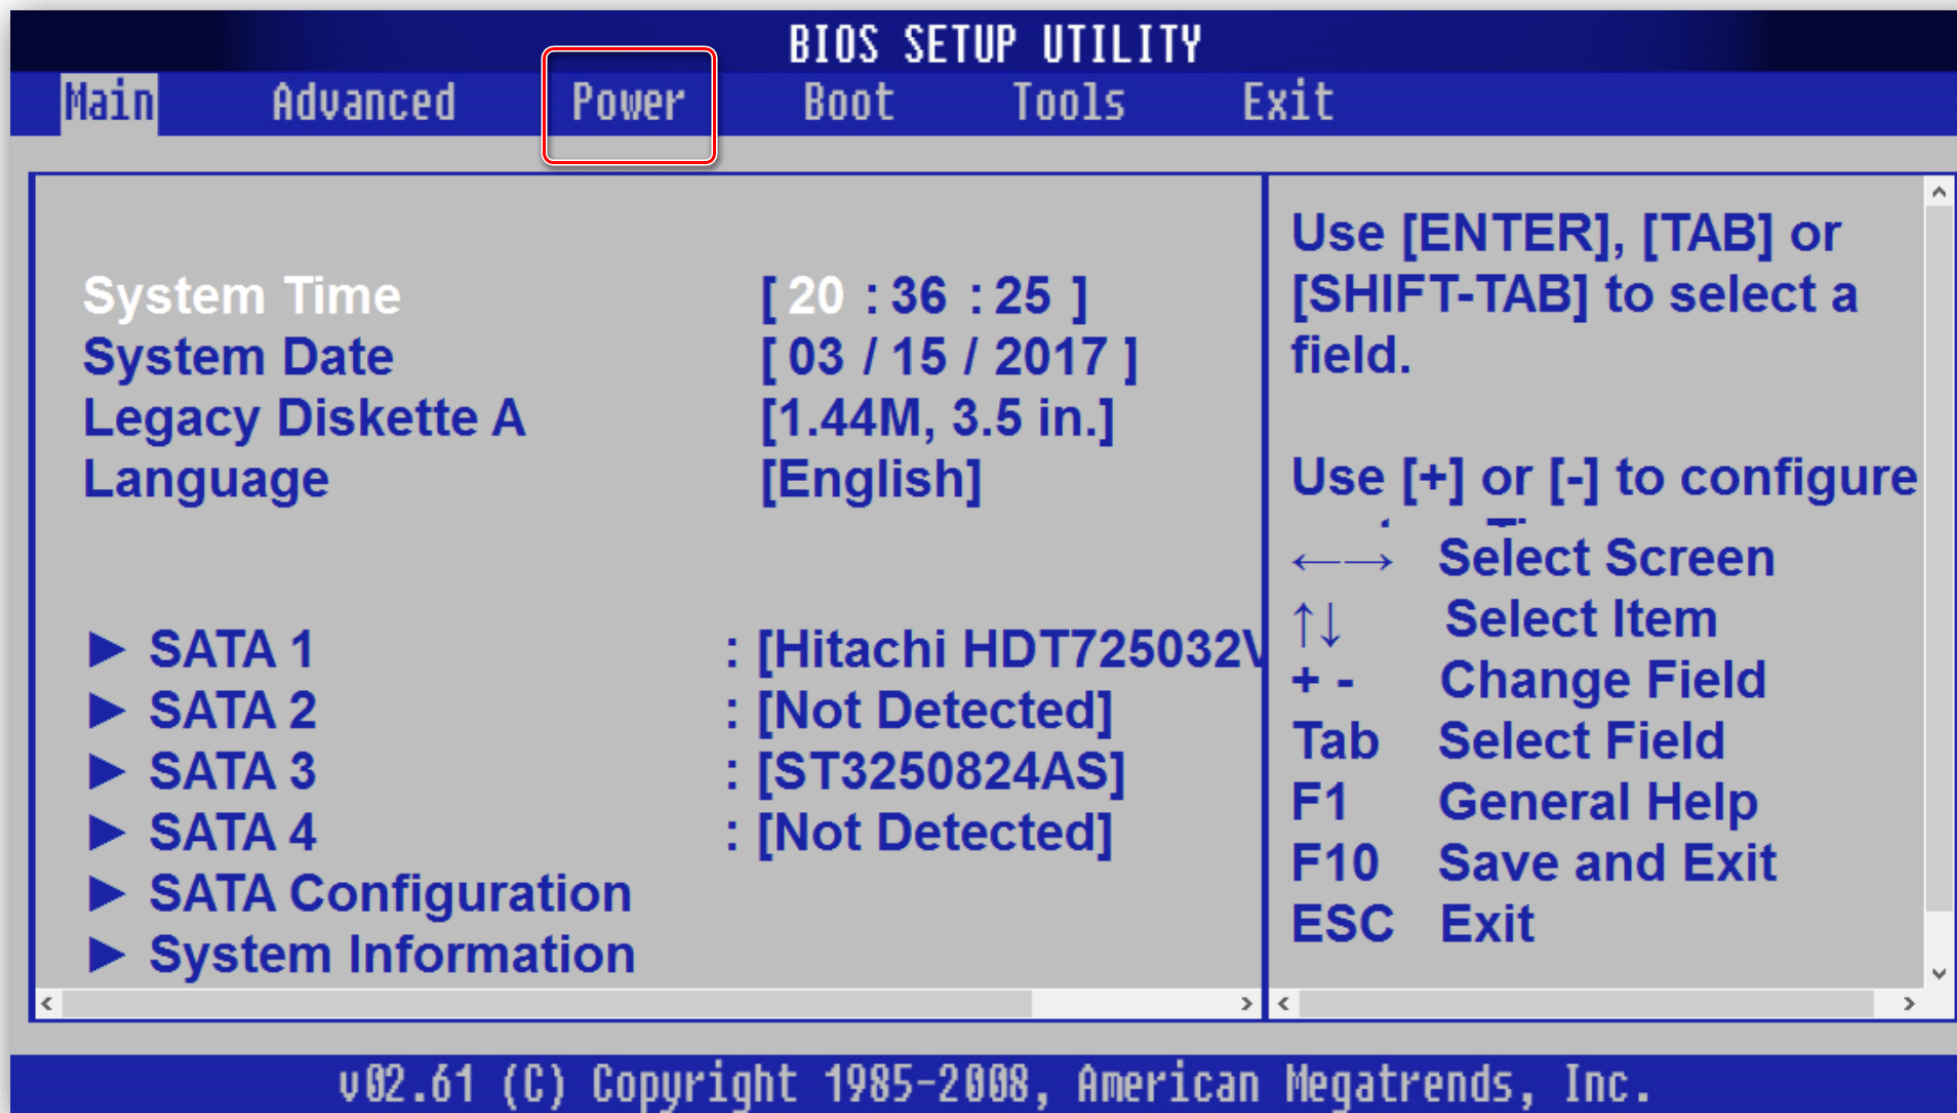 BIOS SETUP UTILITY
Main Advanced Power Boot Tools Exit
System Time [ 20 : 36 : 25 ]
System Date [ 03 / 15 / 2017 ]
Legacy Diskette A [1.44M, 3.5 in.]
Language [English]
► SATA 1 : [Hitachi HDT725032V
► SATA 2 : [Not Detected]
► SATA 3 : [ST3250824AS]
► SATA 4 : [Not Detected]
► SATA Configuration
► System Information
Use [ENTER], [TAB] or
[SHIFT-TAB] to select a
field.
Use [+] or [-] to configure
←→ Select Screen
↑↓ Select Item
+ - Change Field
Tab Select Field
F1 General Help
F10 Save and Exit
ESC Exit
v02.61 (C) Copyright 1985-2008, American Megatrends, Inc.